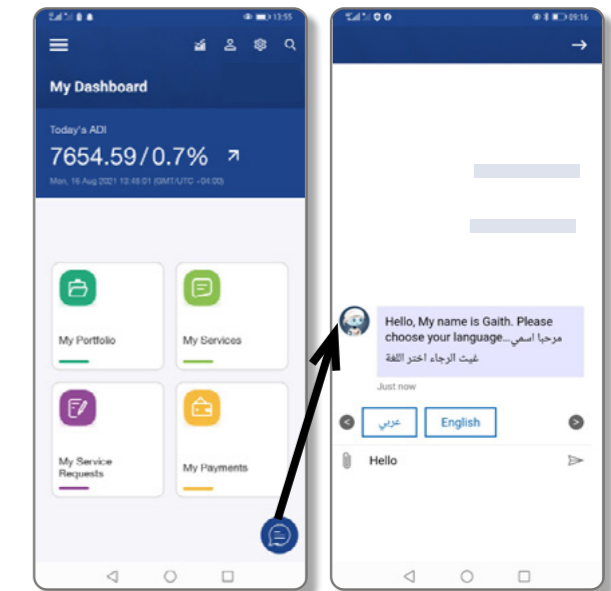 13:55
My Dashboard
Today's ADI
7654.59/0.7%
Mon, 16 Aug 2021 13:48:01 (GMT/UTC -04:00)
My Portfolio
My Services
My Service
Requests
My Payments
09:16
Hello, My name is Gaith. Please
choose your language...مرحبا اسمي
غيث الرجاء اختر اللغة
Just now
عربي
English
Hello